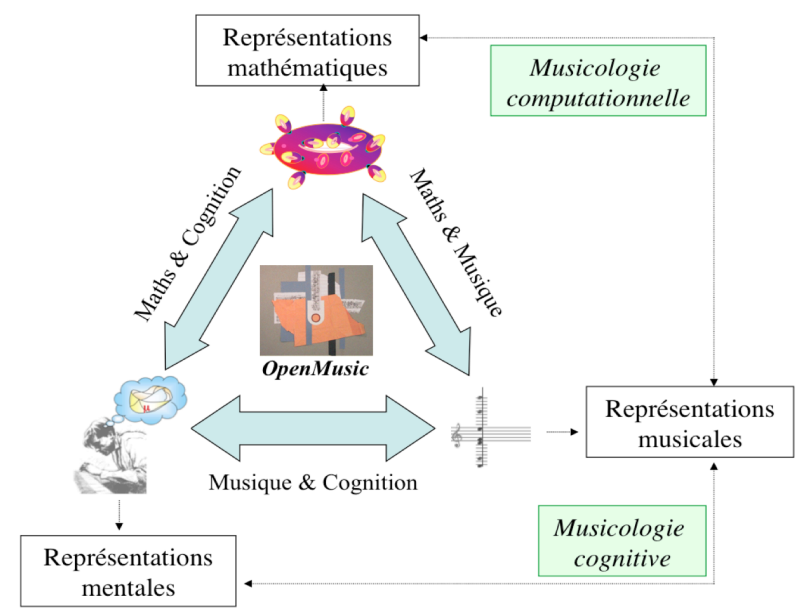 Représentations
mathématiques
Musicologie
computationnelle
Maths & Cognition
Maths & Musique
OpenMusic
Représentations
musicales
Musique & Cognition
Musicologie
cognitive
Représentations
mentales